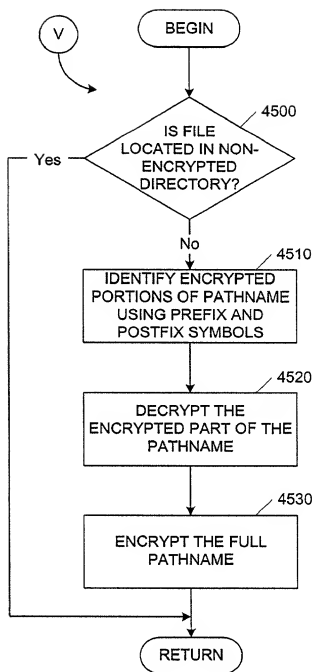 V
BEGIN
4500
IS FILE
LOCATED IN NON-
ENCRYPTED
DIRECTORY?
Yes
No
4510
IDENTIFY ENCRYPTED
PORTIONS OF PATHNAME
USING PREFIX AND
POSTFIX SYMBOLS
4520
DECRYPT THE
ENCRYPTED PART OF THE
PATHNAME
4530
ENCRYPT THE FULL
PATHNAME
RETURN